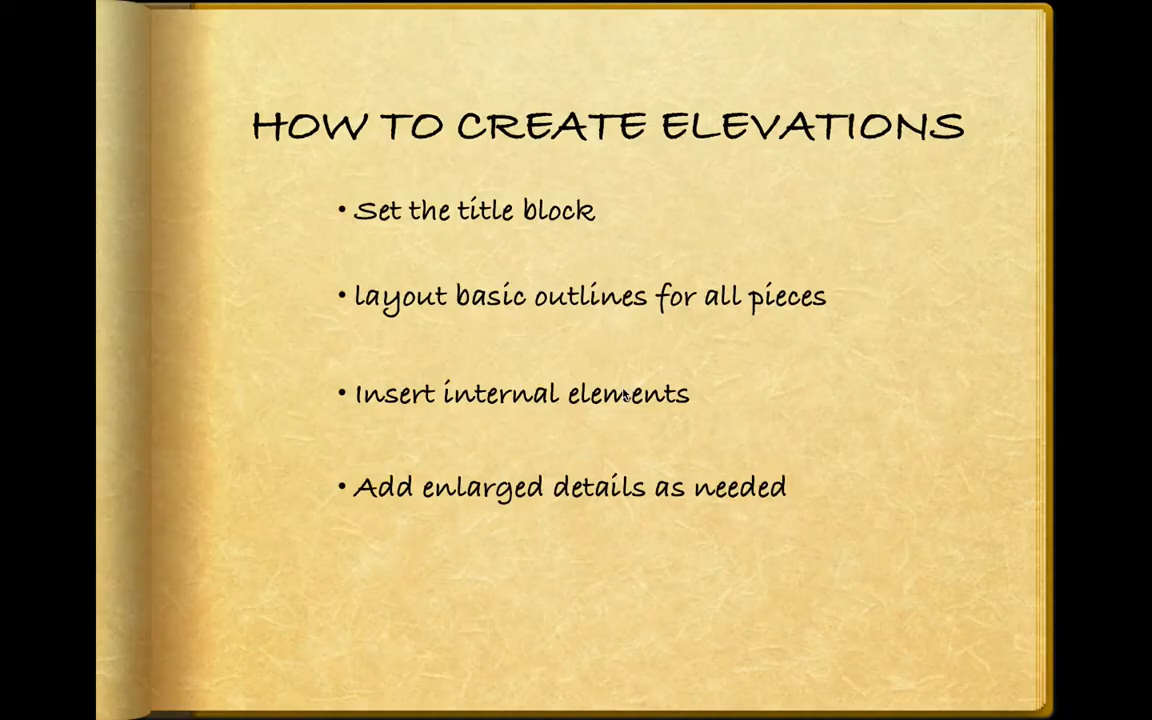 HOW TO CREATE ELEVATIONS
• Set the title block
• layout basic outlines for all pieces
• Insert internal elements
• Add enlarged details as needed